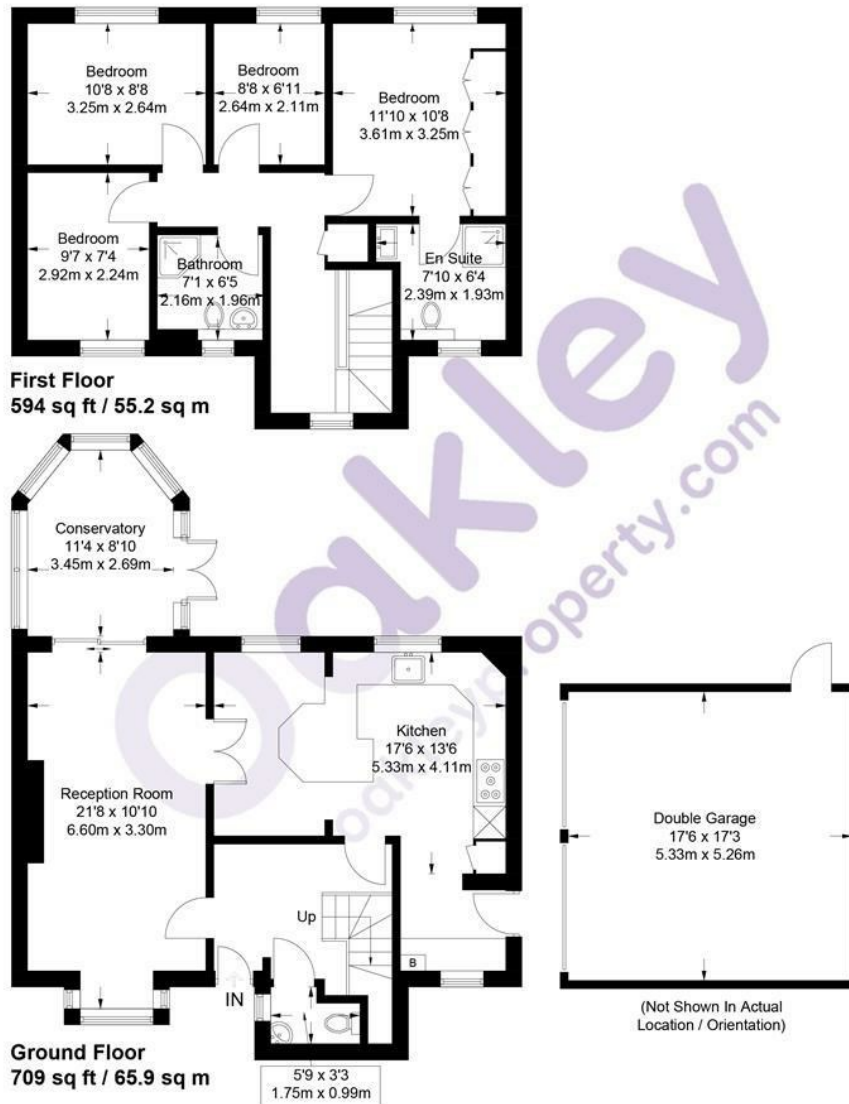 Bedroom
10'8 x 8'8
3.25m x 2.64m
Bedroom
8'8 x 6'11
2.64m x 2.11m
Bedroom
11'10 x 10'8
3.61m x 3.25m
Bedroom
9'7 x 7'4
2.92m x 2.24m
Bathroom
7'1 x 6'5
2.16m x 1.96m
En Suite
7'10 x 6'4
2.39m x 1.93m
First Floor
594 sq ft / 55.2 sq m
Oakley
oakleyproperty.com
Conservatory
11'4 x 8'10
3.45m x 2.69m
Kitchen
17'6 x 13'6
5.33m x 4.11m
Reception Room
21'8 x 10'10
6.60m x 3.30m
Double Garage
17'6 x 17'3
5.33m x 5.26m
Up
B
IN
(Not Shown In Actual
Location / Orientation)
Ground Floor
709 sq ft / 65.9 sq m
5'9 x 3'3
1.75m x 0.99m